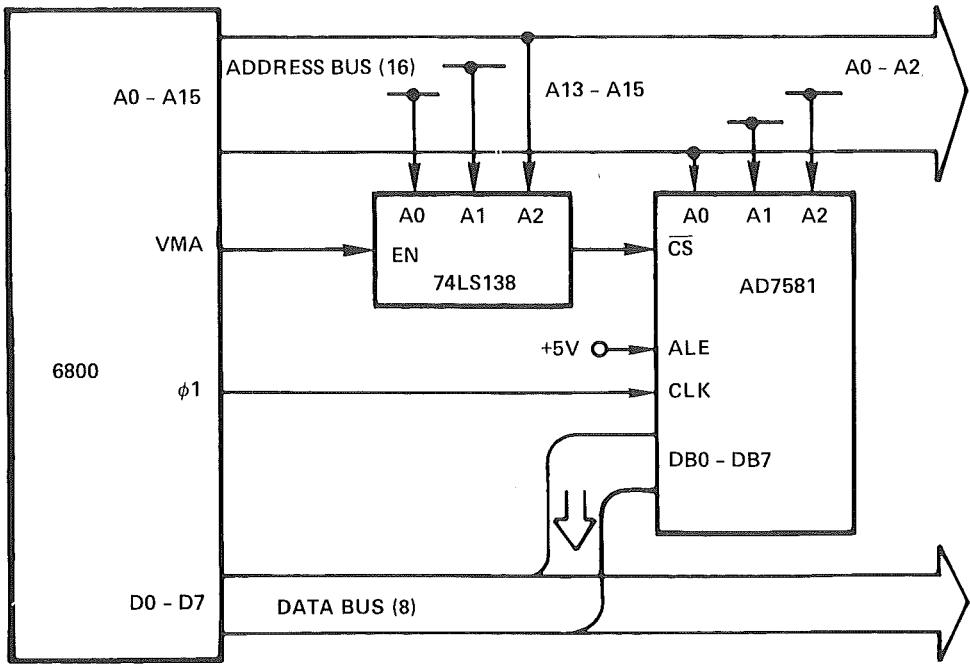 ADDRESS BUS (16)
A0 – A2
A13 – A15
A0 – A15
A0 A1 A2
A0 A1 A2
VMA
EN
C̅S̅
74LS138
AD7581
+5V
ALE
6800
ϕ1
CLK
DB0 – DB7
D0 – D7
DATA BUS (8)